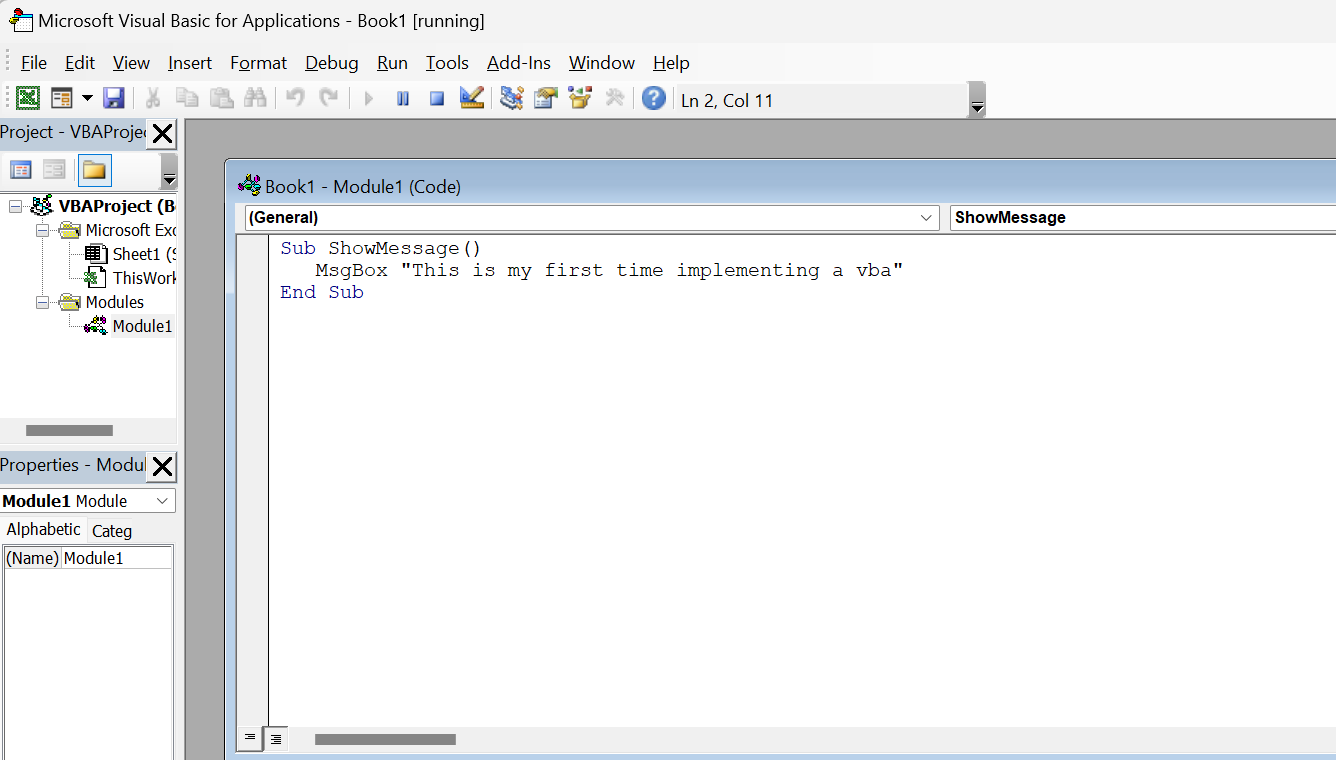 Microsoft Visual Basic for Applications - Book1 [running]
File Edit View Insert Format Debug Run Tools Add-Ins Window Help
Ln 2, Col 11
Project - VBAProje
VBAProject (B
Microsoft Exc
Sheet1 (S
ThisWork
Modules
Module1
Properties - Modul
Module1 Module
Alphabetic Categ
(Name) Module1
Book1 - Module1 (Code)
(General) ShowMessage
Sub ShowMessage()
MsgBox "This is my first time implementing a vba"
End Sub